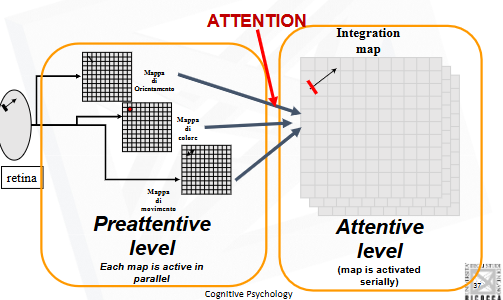 ATTENTION
Integration
map
Mappa
di
Orientamento
Mappa
di
colore
retina
Mappa
di
movimento
Preattentive
level
Each map is active in
parallel
Attentive
level
(map is activated
serially)
Cognitive Psychology
37
BICOCCA